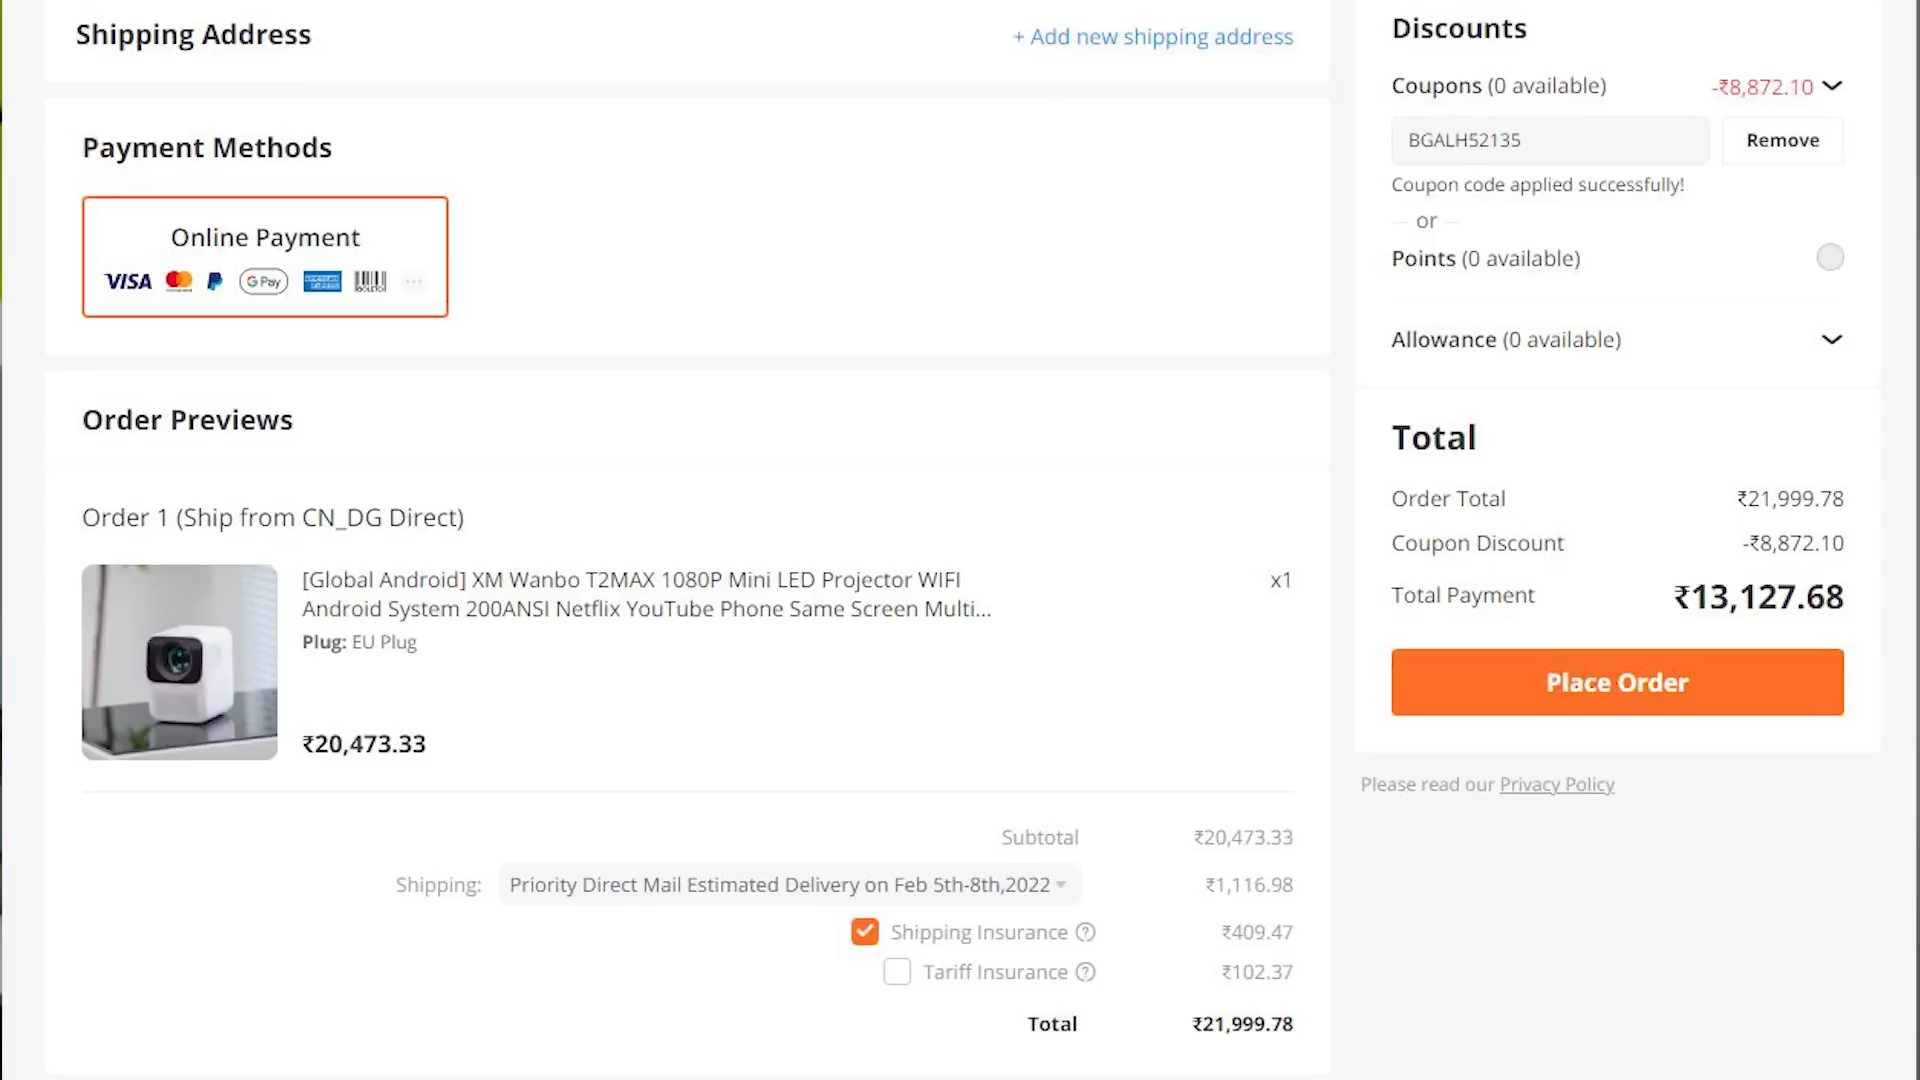 Shipping Address
+ Add new shipping address
Payment Methods
Online Payment
VISA G Pay
Order Previews
Order 1 (Ship from CN_DG Direct)
[Global Android] XM Wanbo T2MAX 1080P Mini LED Projector WIFI
Android System 200ANSI Netflix YouTube Phone Same Screen Multi...
x1
Plug: EU Plug
₹20,473.33
Subtotal ₹20,473.33
Shipping: Priority Direct Mail Estimated Delivery on Feb 5th-8th,2022 ₹1,116.98
Shipping Insurance ? ₹409.47
Tariff Insurance ? ₹102.37
Total ₹21,999.78
Discounts
Coupons (0 available) -₹8,872.10
BGALH52135 Remove
Coupon code applied successfully!
or
Points (0 available)
Allowance (0 available)
Total
Order Total ₹21,999.78
Coupon Discount -₹8,872.10
Total Payment ₹13,127.68
Place Order
Please read our Privacy Policy